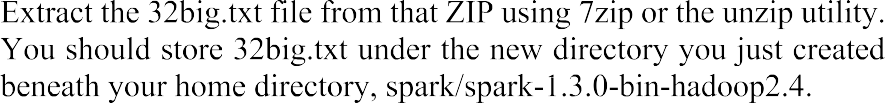 Extract the 32big.txt file from that ZIP using 7zip or the unzip utility.
You should store 32big.txt under the new directory you just created
beneath your home directory, spark/spark-1.3.0-bin-hadoop2.4.